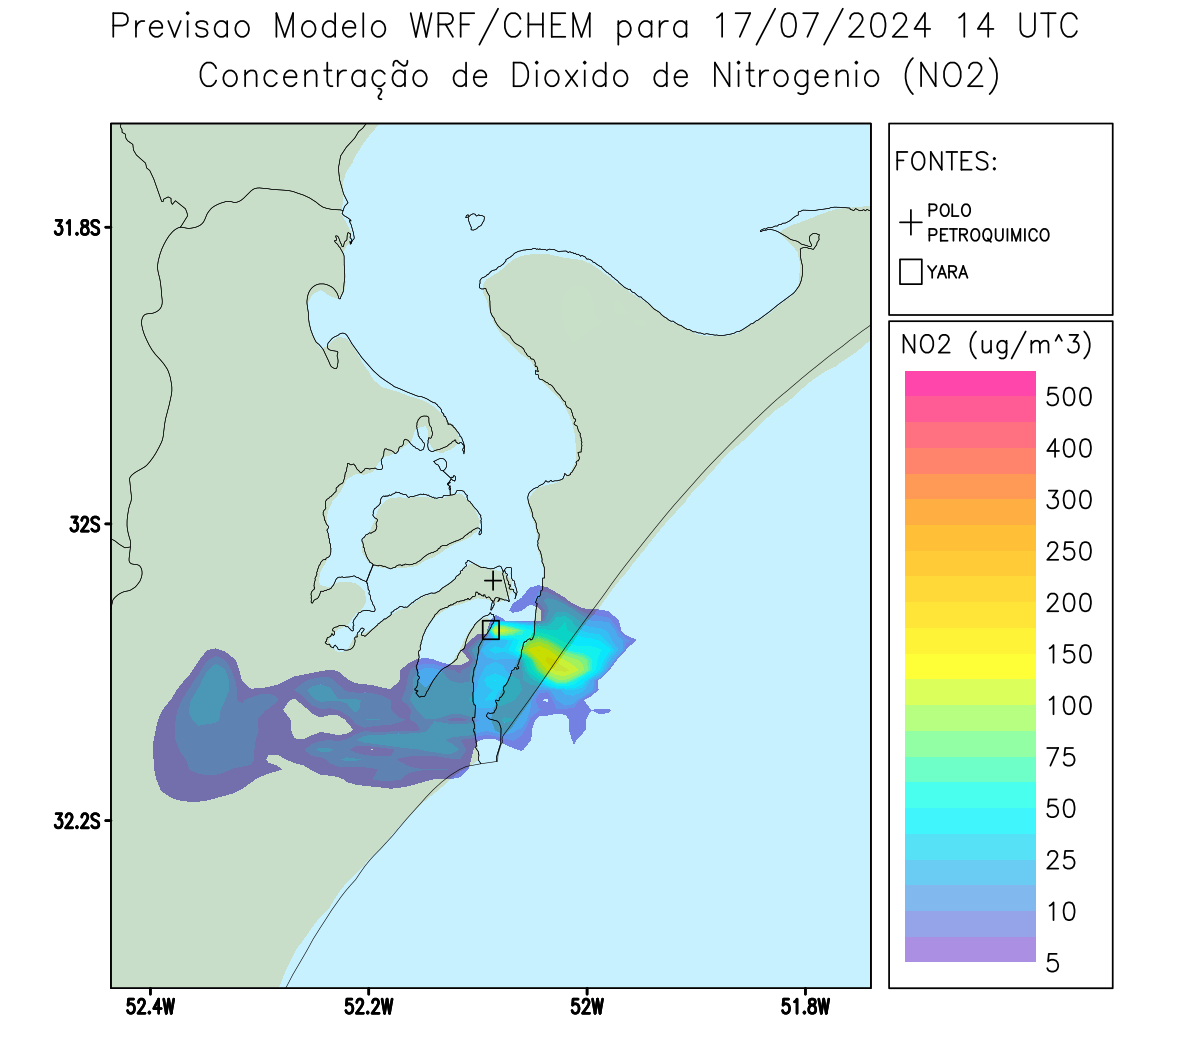 Previsao Modelo WRF/CHEM para 17/07/2024 14 UTC
Concentração de Dioxido de Nitrogenio (NO2)
FONTES:
POLO
PETROQUIMICO
YARA
NO2 (ug/m^3)
500
400
300
250
200
150
100
75
50
25
10
5
31.8S
32S
32.2S
52.4W
52.2W
52W
51.8W